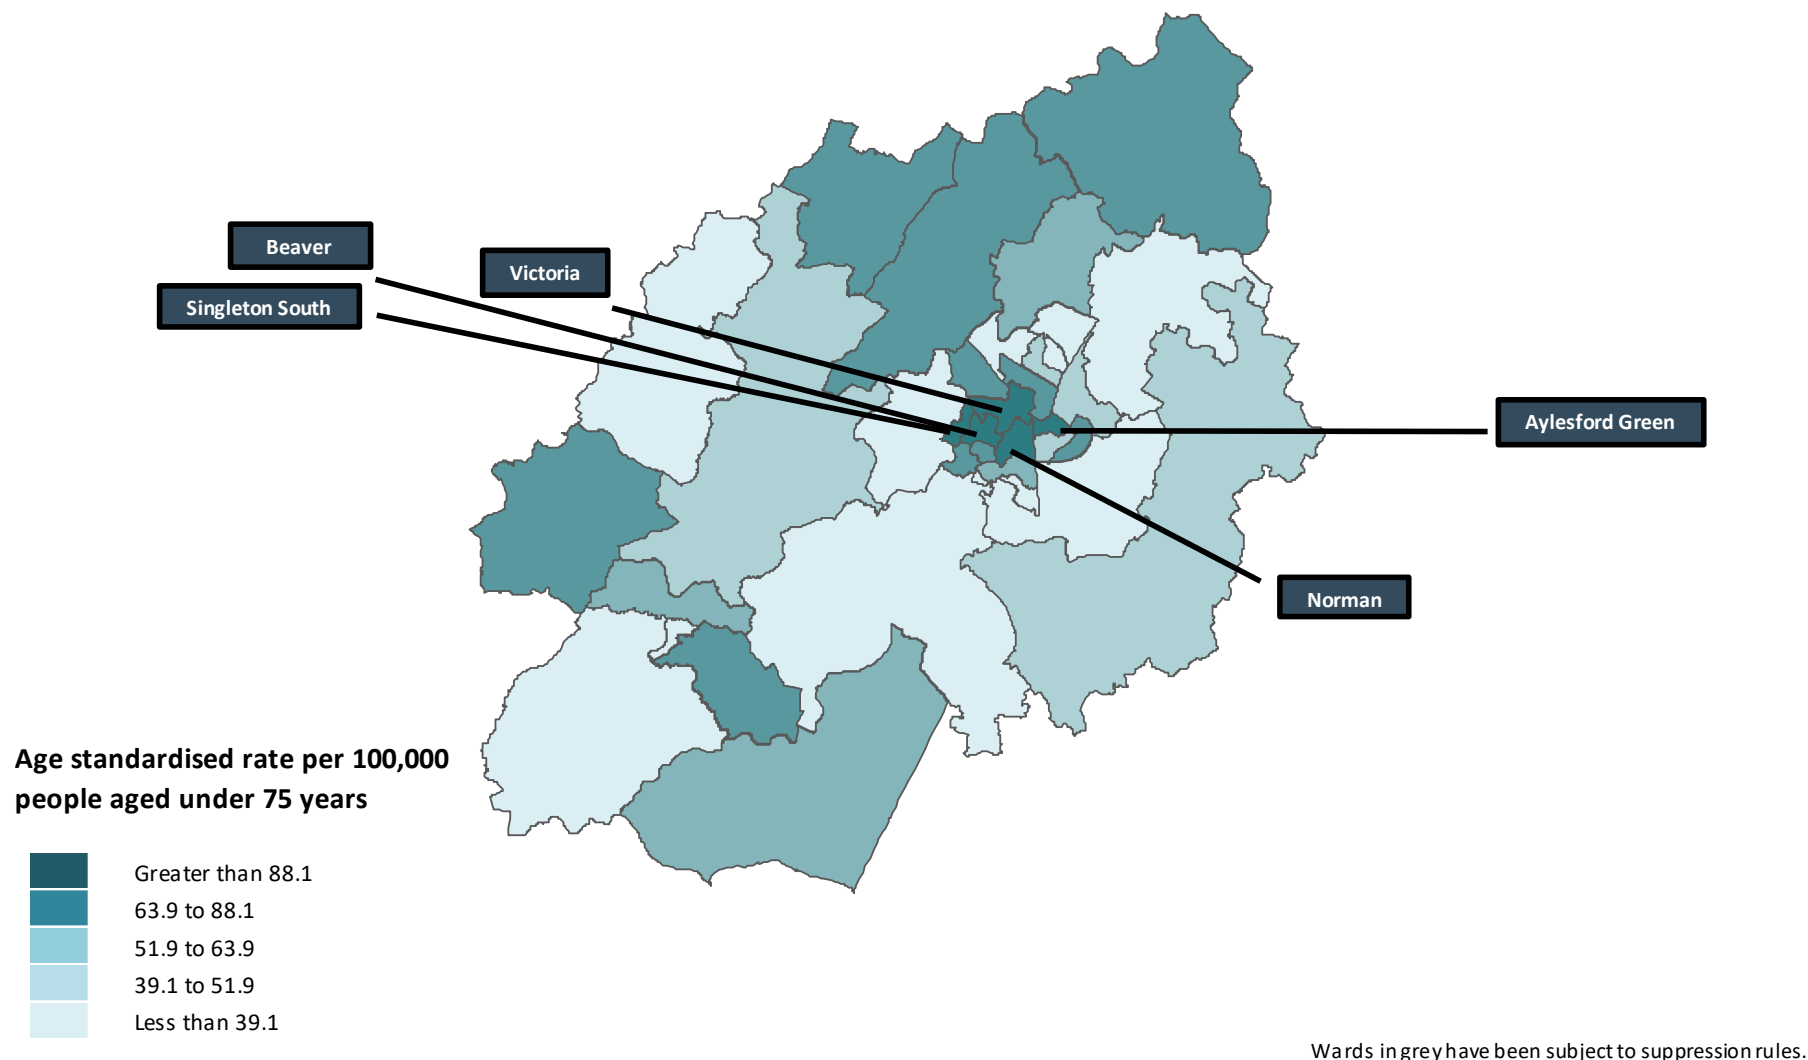 Beaver
Victoria
Singleton South
Aylesford Green
Norman
Age standardised rate per 100,000
people aged under 75 years
Greater than 88.1
63.9 to 88.1
51.9 to 63.9
39.1 to 51.9
Less than 39.1
Wards in grey have been subject to suppression rules.